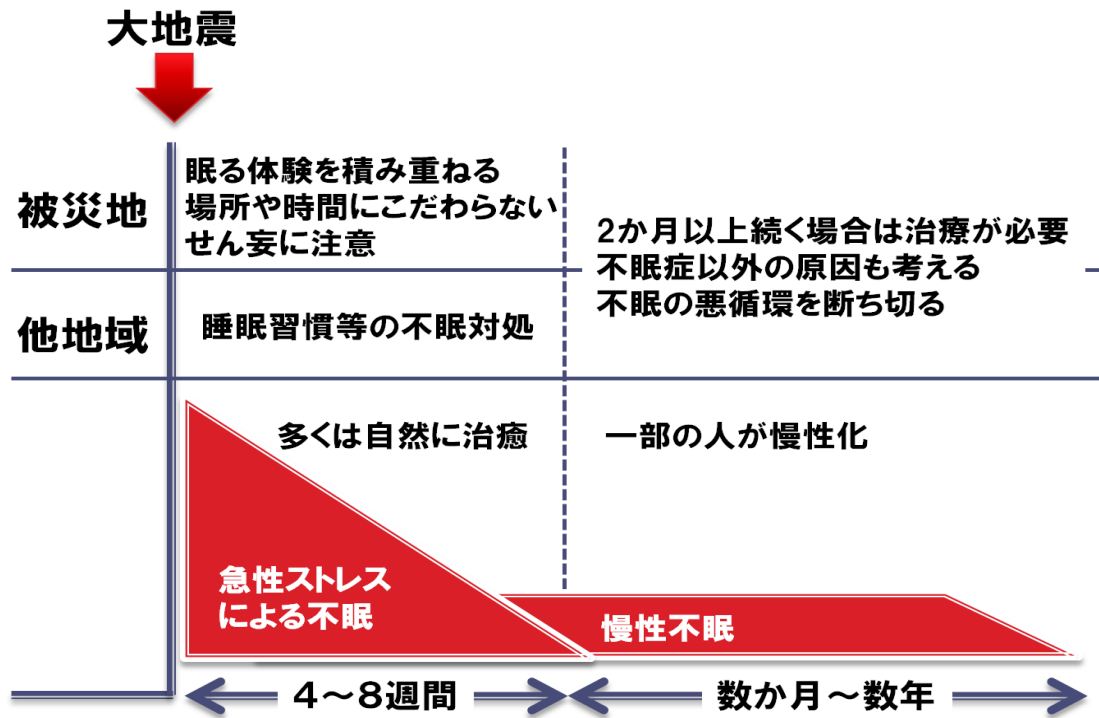 大地震
被災地
眠る体験を積み重ねる
場所や時間にこだわらない
せん妄に注意
2か月以上続く場合は治療が必要
不眠症以外の原因も考える
不眠の悪循環を断ち切る
他地域
睡眠習慣等の不眠対処
多くは自然に治癒
一部の人が慢性化
急性ストレス
による不眠
慢性不眠
4～8週間
数か月～数年